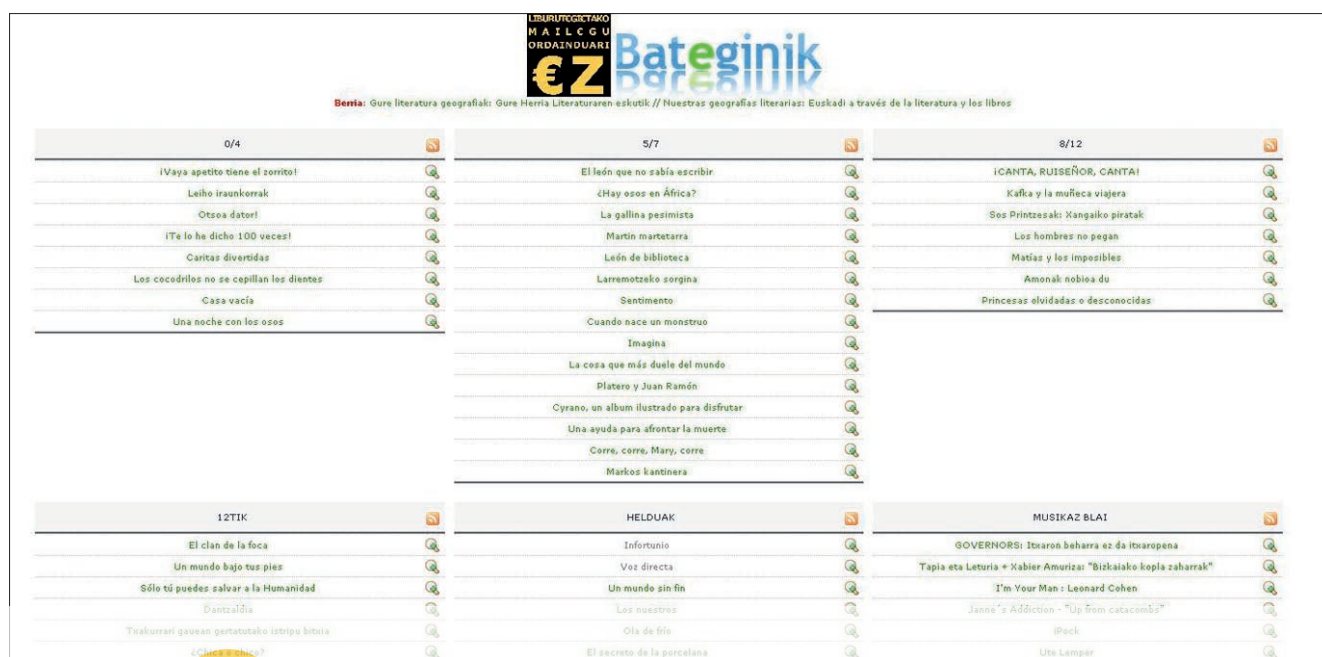 LIBURUTEGIETAKO
MAILEGU
ORDAINDUARI
€Z
Bateginik
Berria: Gure literatura geografiak: Gure Herria Literaturaren eskutik // Nuestras geografías literarias: Euskadi a través de la literatura y los libros
0/4
¡Vaya apetito tiene el zorrito!
Leiho iraunkorrak
Otsoa dator!
¡Te lo he dicho 100 veces!
Caritas divertidas
Los cocodrilos no se cepillan los dientes
Casa vacía
Una noche con los osos
5/7
El león que no sabía escribir
¿Hay osos en África?
La gallina pesimista
Martin martetarra
León de biblioteca
Larremotzeko sorgina
Sentimento
Cuando nace un monstruo
Imagina
La cosa que más duele del mundo
Platero y Juan Ramón
Cyrano, un album ilustrado para disfrutar
Una ayuda para afrontar la muerte
Corre, corre, Mary, corre
Markos kantinera
8/12
¡CANTA, RUISEÑOR, CANTA!
Kafka y la muñeca viajera
Sos Printzesak: Xangaiko piratak
Los hombres no pegan
Matías y los imposibles
Amonak nobioa du
Princesas olvidadas o desconocidas
12TIK
El clan de la foca
Un mundo bajo tus pies
Sólo tú puedes salvar a la Humanidad
Dantzaldia
Txakurrari gauean gertatutako istripu bitxia
¿Chica o chico?
HELDUAK
Infortunio
Voz directa
Un mundo sin fin
Los nuestros
Ola de frío
El secreto de la porcelana
MUSIKAZ BLAI
GOVERNORS: Itxaron beharra ez da itxaropena
Tapia eta Leturia + Xabier Amuriza: "Bizkaiako kopla zaharrak"
I'm Your Man : Leonard Cohen
Janne´s Addiction - "Up from catacombs"
iPock
Ute Lemper